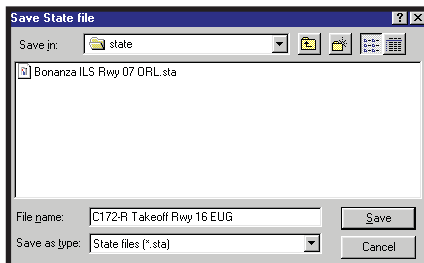 Save State file
Save in: state
Bonanza ILS Rwy 07 ORL.sta
File name: C172-R Takeoff Rwy 16 EUG Save
Save as type: State files (*.sta) Cancel